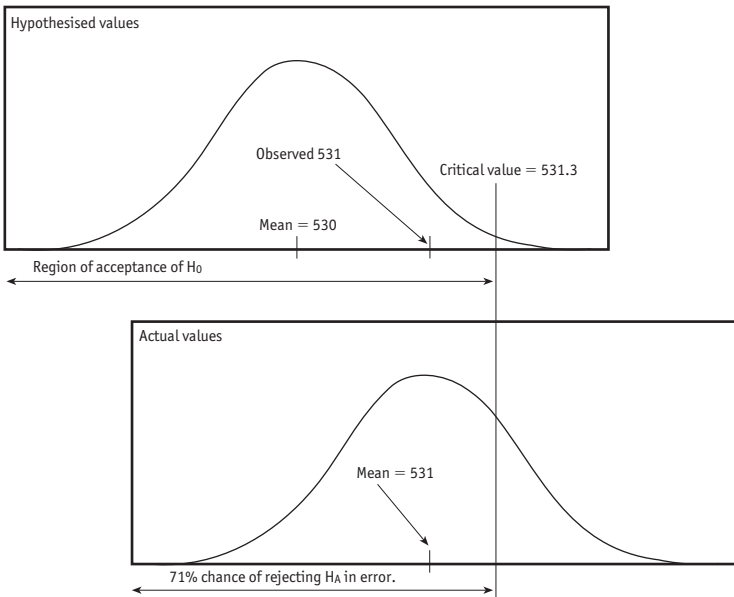 Hypothesised values
Observed 531
Critical value = 531.3
Mean = 530
Region of acceptance of H0
Actual values
Mean = 531
71% chance of rejecting HA in error.